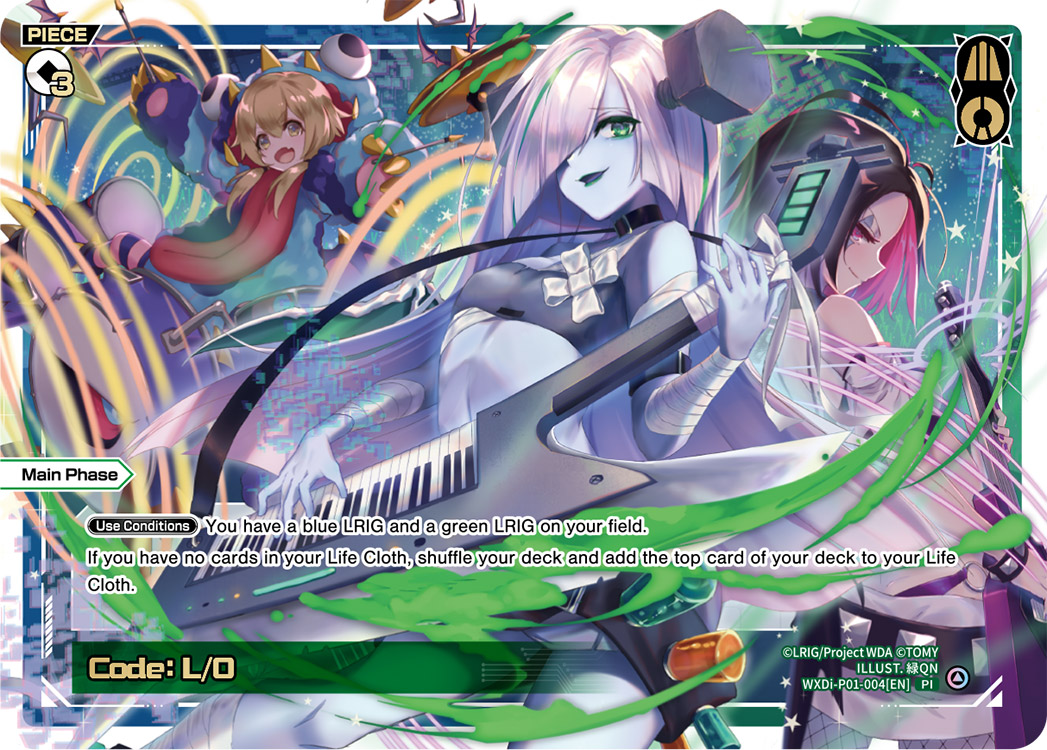 PIECE
3
Main Phase
Use Conditions You have a blue LRIG and a green LRIG on your field.
If you have no cards in your Life Cloth, shuffle your deck and add the top card of your deck to your Life
Cloth.
Code: L/O
©LRIG/Project WDA ©TOMY
ILLUST. 緑QN
WXDi-P01-004[EN] PI